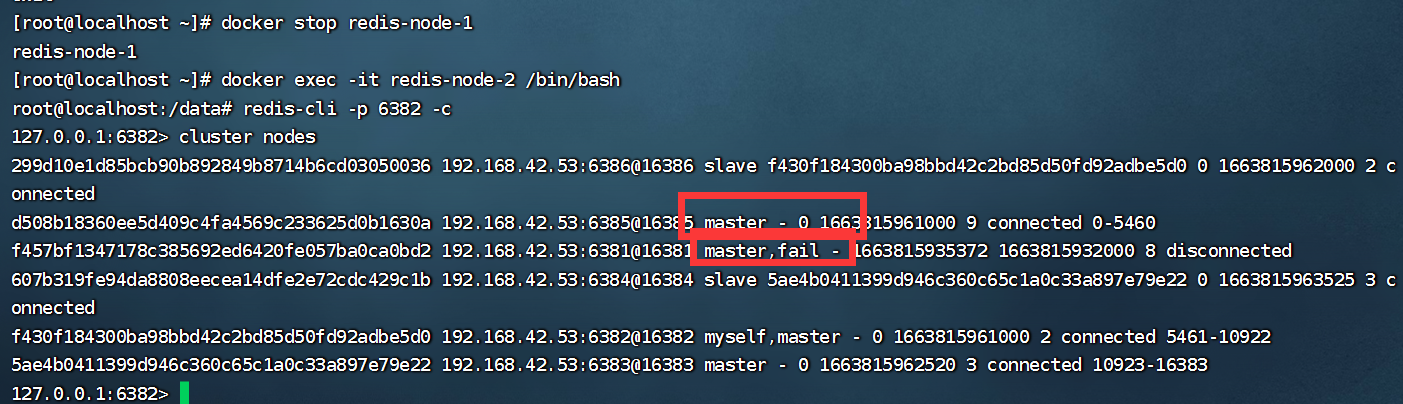 [root@localhost ~]# docker stop redis-node-1
redis-node-1
[root@localhost ~]# docker exec -it redis-node-2 /bin/bash
root@localhost:/data# redis-cli -p 6382 -c
127.0.0.1:6382> cluster nodes
299d10e1d85bcb90b892849b8714b6cd03050036 192.168.42.53:6386@16386 slave f430f184300ba98bbd42c2bd85d50fd92adbe5d0 0 1663815962000 2 c
onnected
d508b18360ee5d409c4fa4569c233625d0b1630a 192.168.42.53:6385@16385 master - 0 1663815961000 9 connected 0-5460
f457bf1347178c385692ed6420fe057ba0ca0bd2 192.168.42.53:6381@16381 master,fail - 1663815935372 1663815932000 8 disconnected
607b319fe94da8808eecea14dfe2e72cdc429c1b 192.168.42.53:6384@16384 slave 5ae4b0411399d946c360c65c1a0c33a897e79e22 0 1663815963525 3 c
onnected
f430f184300ba98bbd42c2bd85d50fd92adbe5d0 192.168.42.53:6382@16382 myself,master - 0 1663815961000 2 connected 5461-10922
5ae4b0411399d946c360c65c1a0c33a897e79e22 192.168.42.53:6383@16383 master - 0 1663815962520 3 connected 10923-16383
127.0.0.1:6382>